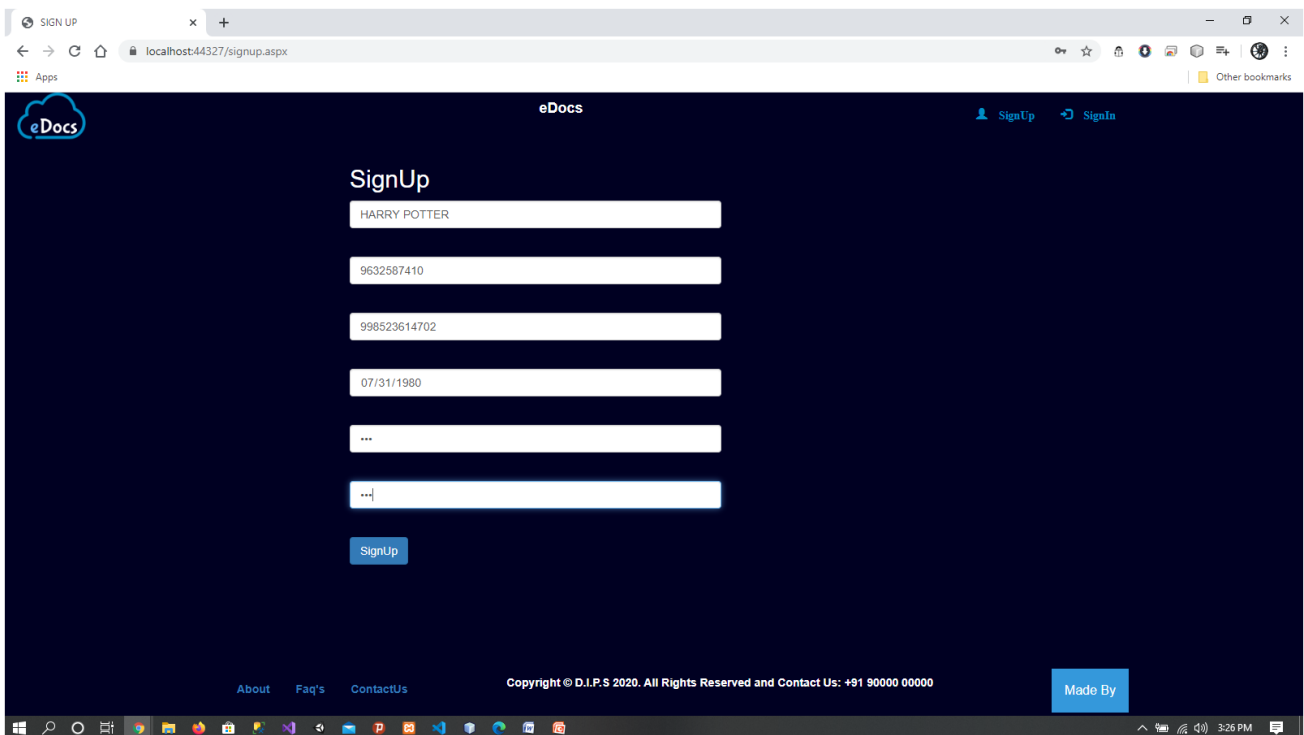 SIGN UP
localhost:44327/signup.aspx
Apps
Other bookmarks
eDocs
eDocs
SignUp
SignIn
SignUp
HARRY POTTER
9632587410
998523614702
07/31/1980
•••
•••
SignUp
About Faq's ContactUs
Copyright © D.I.P.S 2020. All Rights Reserved and Contact Us: +91 90000 00000
Made By
3:26 PM